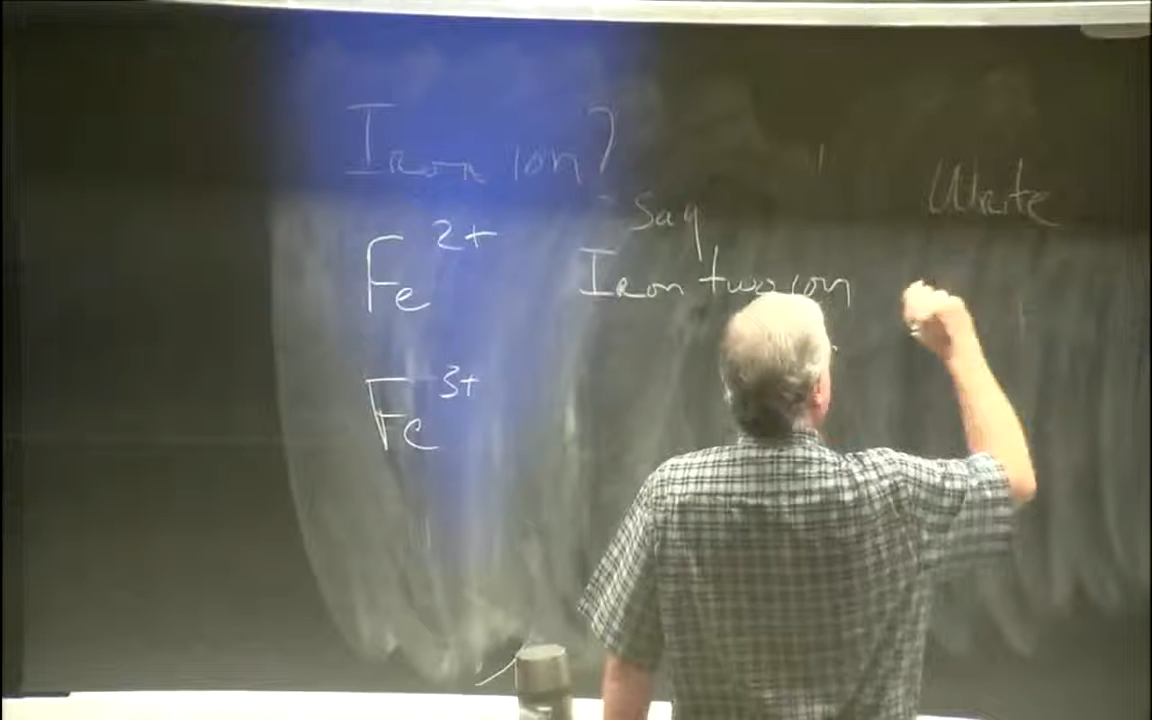 Iron ion?
Say
Write
Fe 2+
Iron two ion
Fe 3+